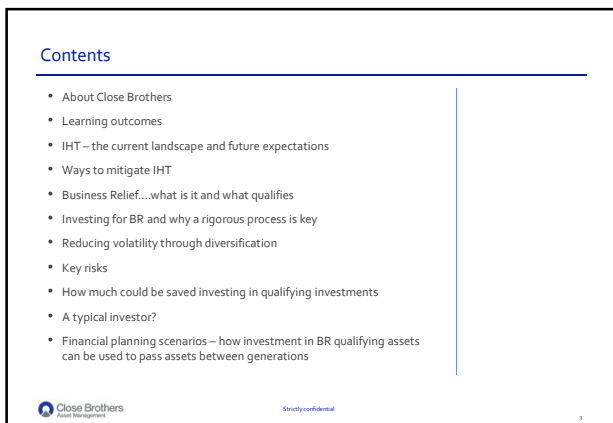 Contents
• About Close Brothers
• Learning outcomes
• IHT – the current landscape and future expectations
• Ways to mitigate IHT
• Business Relief....what is it and what qualifies
• Investing for BR and why a rigorous process is key
• Reducing volatility through diversification
• Key risks
• How much could be saved investing in qualifying investments
• A typical investor?
• Financial planning scenarios – how investment in BR qualifying assets
can be used to pass assets between generations
Close Brothers
Asset Management
Strictly confidential
3